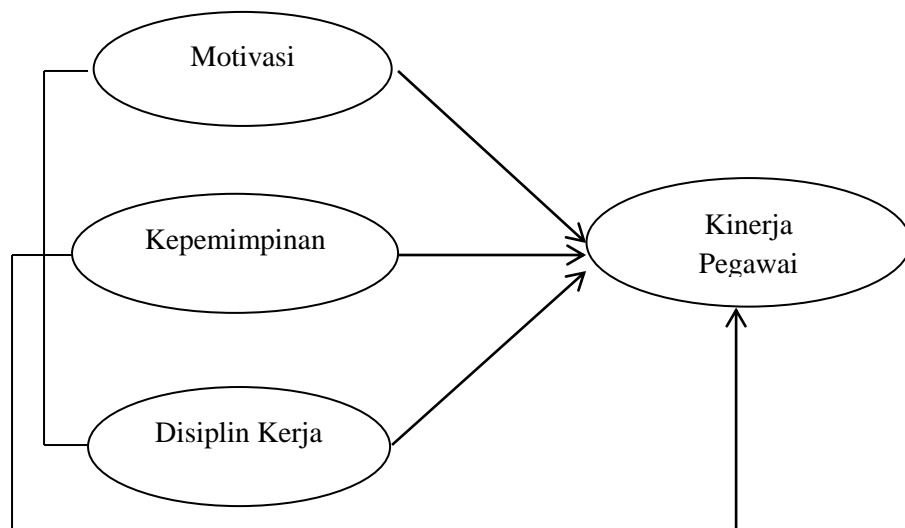 Motivasi
Kepemimpinan
Kinerja
Pegawai
Disiplin Kerja